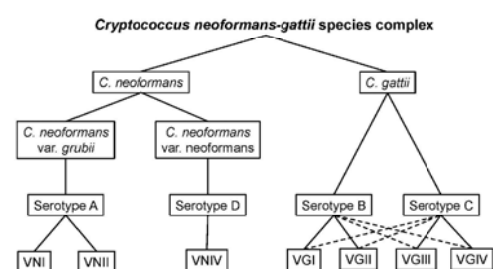 Cryptococcus neoformans-gattii species complex
C. neoformans
C. gattii
C. neoformans
var. grubii
C. neoformans
var. neoformans
Serotype A
Serotype D
Serotype B
Serotype C
VNI
VNII
VNIV
VGI
VGII
VGIII
VGIV